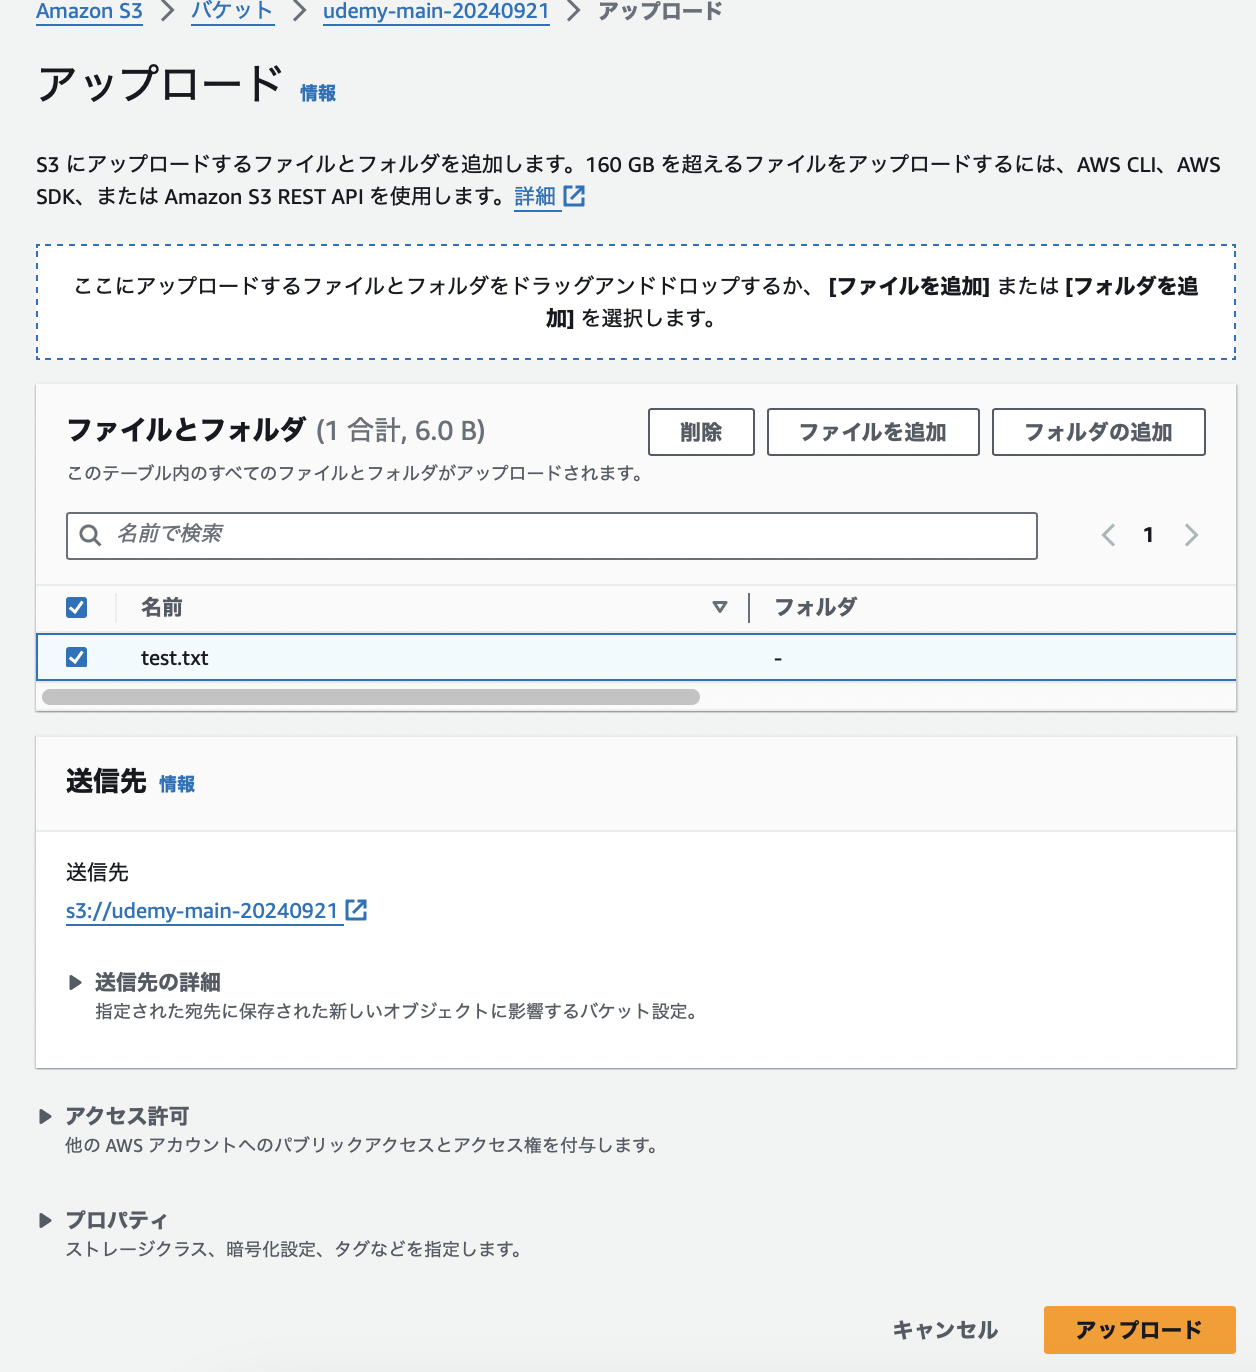 Amazon S3 > バケット > udemy-main-20240921 > アップロード
アップロード 情報
S3 にアップロードするファイルとフォルダを追加します。160 GB を超えるファイルをアップロードするには、AWS CLI、AWS
SDK、または Amazon S3 REST API を使用します。詳細
ここにアップロードするファイルとフォルダをドラッグアンドドロップするか、[ファイルを追加] または [フォルダを追
加] を選択します。
ファイルとフォルダ (1 合計, 6.0 B) 削除 ファイルを追加 フォルダの追加
このテーブル内のすべてのファイルとフォルダがアップロードされます。
名前で検索 1
名前 フォルダ
test.txt -
送信先 情報
送信先
s3://udemy-main-20240921
送信先の詳細
指定された宛先に保存された新しいオブジェクトに影響するバケット設定。
アクセス許可
他の AWS アカウントへのパブリックアクセスとアクセス権を付与します。
プロパティ
ストレージクラス、暗号化設定、タグなどを指定します。
キャンセル アップロード